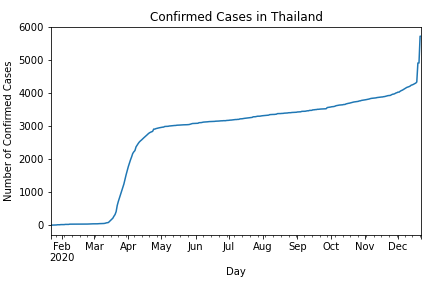 Confirmed Cases in Thailand
Number of Confirmed Cases
6000
5000
4000
3000
2000
1000
0
Feb Mar Apr May Jun Jul Aug Sep Oct Nov Dec
2020
Day